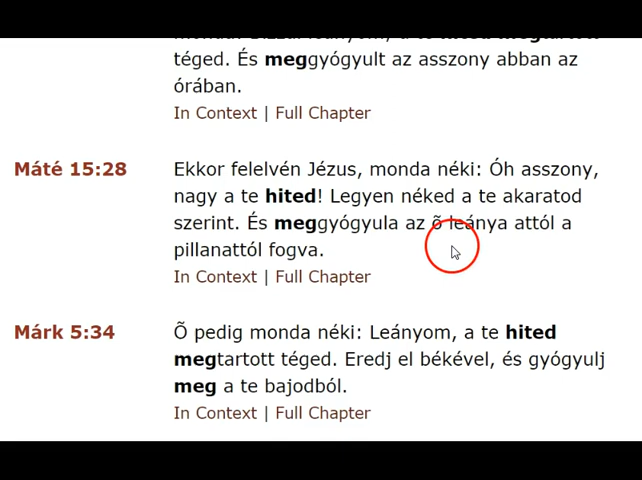 téged. És meggyógyult az asszony abban az
órában.
In Context | Full Chapter
Máté 15:28
Ekkor felelvén Jézus, monda néki: Óh asszony,
nagy a te hited! Legyen néked a te akaratod
szerint. És meggyógyula az õ leánya attól a
pillanattól fogva.
In Context | Full Chapter
Márk 5:34
Õ pedig monda néki: Leányom, a te hited
megtartott téged. Eredj el békével, és gyógyulj
meg a te bajodból.
In Context | Full Chapter